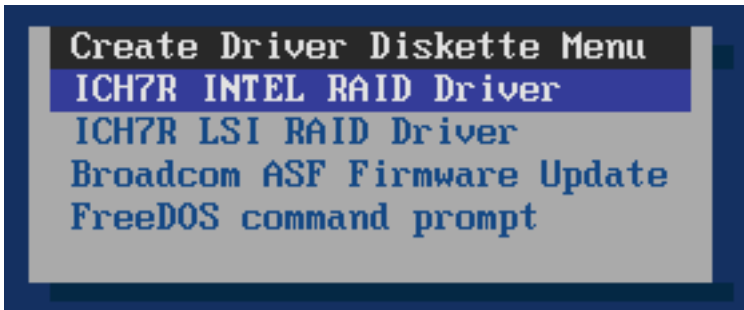 Create Driver Diskette Menu
ICH7R INTEL RAID Driver
ICH7R LSI RAID Driver
Broadcom ASF Firmware Update
FreeDOS command prompt